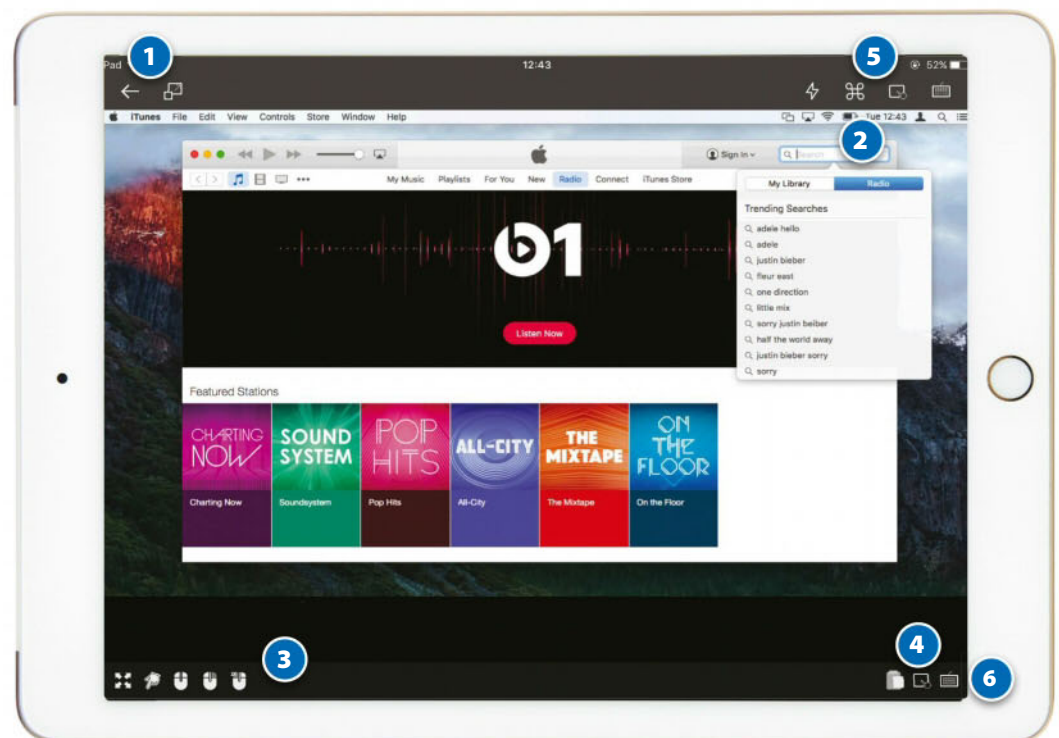 1
5
Pad
12:43
52%
iTunes File Edit View Controls Store Window Help
Tue 12:43
2
Sign In
Search
My Music Playlists For You New Radio Connect iTunes Store
My Library Radio
Trending Searches
adele hello
adele
justin bieber
fleur east
one direction
little mix
sorry justin beiber
half the world away
justin bieber sorry
sorry
1
Listen Now
Featured Stations
CHARTING NOW
SOUND SYSTEM
POP HITS
ALL-CITY
THE MIXTAPE
ON THE FLOOR
Charting Now
Soundsystem
Pop Hits
All-City
The Mixtape
On the Floor
3
4
6